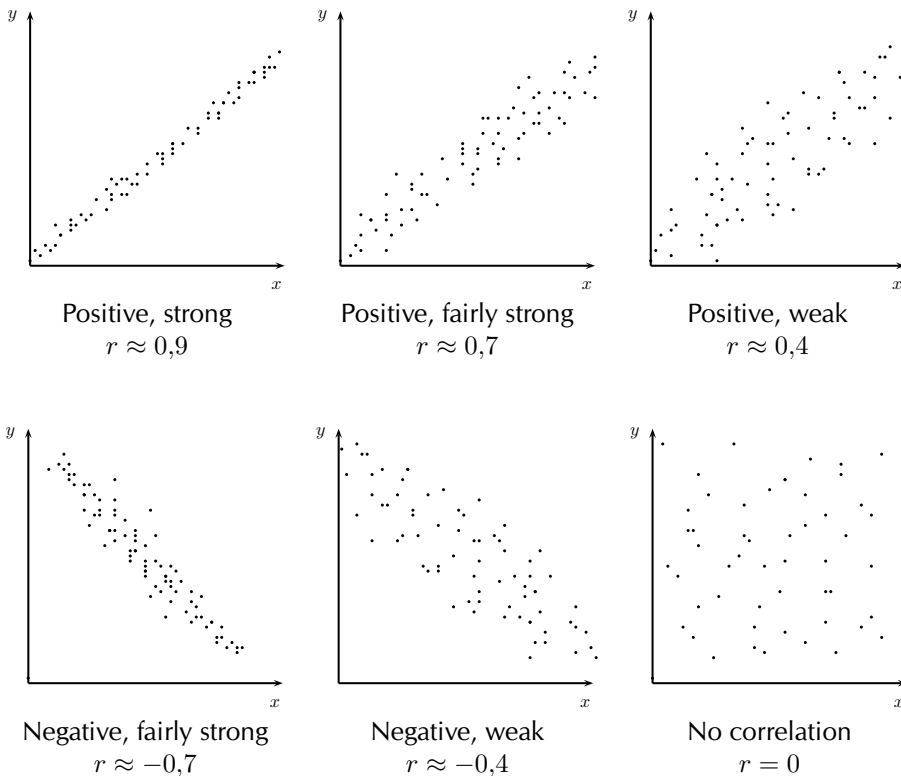 y
y
y
x
x
x
Positive, strong
r ≈ 0,9
Positive, fairly strong
r ≈ 0,7
Positive, weak
r ≈ 0,4
y
y
y
x
x
x
Negative, fairly strong
r ≈ −0,7
Negative, weak
r ≈ −0,4
No correlation
r = 0